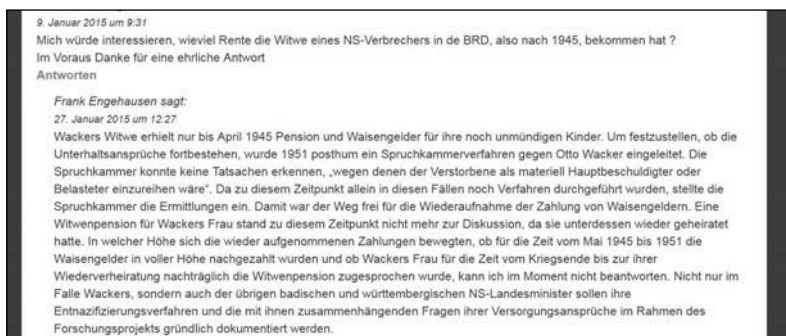 9. Januar 2015 um 9:31
Mich würde interessieren, wieviel Rente die Witwe eines NS-Verbrechers in de BRD, also nach 1945, bekommen hat ?
Im Voraus Danke für eine ehrliche Antwort
Antworten
Frank Engehausen sagt:
27. Januar 2015 um 12:27
Wackers Witwe erhielt nur bis April 1945 Pension und Waisengelder für ihre noch unmündigen Kinder. Um festzustellen, ob die
Unterhaltsansprüche fortbestehen, wurde 1951 posthum ein Spruchkammerverfahren gegen Otto Wacker eingeleitet. Die
Spruchkammer konnte keine Tatsachen erkennen, „wegen denen der Verstorbene als materiell Hauptbeschuldigter oder
Belasteter einzureihen wäre“. Da zu diesem Zeitpunkt allein in diesen Fällen noch Verfahren durchgeführt wurden, stellte die
Spruchkammer die Ermittlungen ein. Damit war der Weg frei für die Wiederaufnahme der Zahlung von Waisengeldern. Eine
Witwenpension für Wackers Frau stand zu diesem Zeitpunkt nicht mehr zur Diskussion, da sie unterdessen wieder geheiratet
hatte. In welcher Höhe sich die wieder aufgenommenen Zahlungen bewegten, ob für die Zeit vom Mai 1945 bis 1951 die
Waisengelder in voller Höhe nachgezahlt wurden und ob Wackers Frau für die Zeit vom Kriegsende bis zur ihrer
Wiederverheiratung nachträglich die Witwenpension zugesprochen wurde, kann ich im Moment nicht beantworten. Nicht nur im
Falle Wackers, sondern auch der übrigen badischen und württembergischen NS-Landesminister sollen ihre
Entnazifizierungsverfahren und die mit ihnen zusammenhängenden Fragen ihrer Versorgungsansprüche im Rahmen des
Forschungsprojekts gründlich dokumentiert werden.